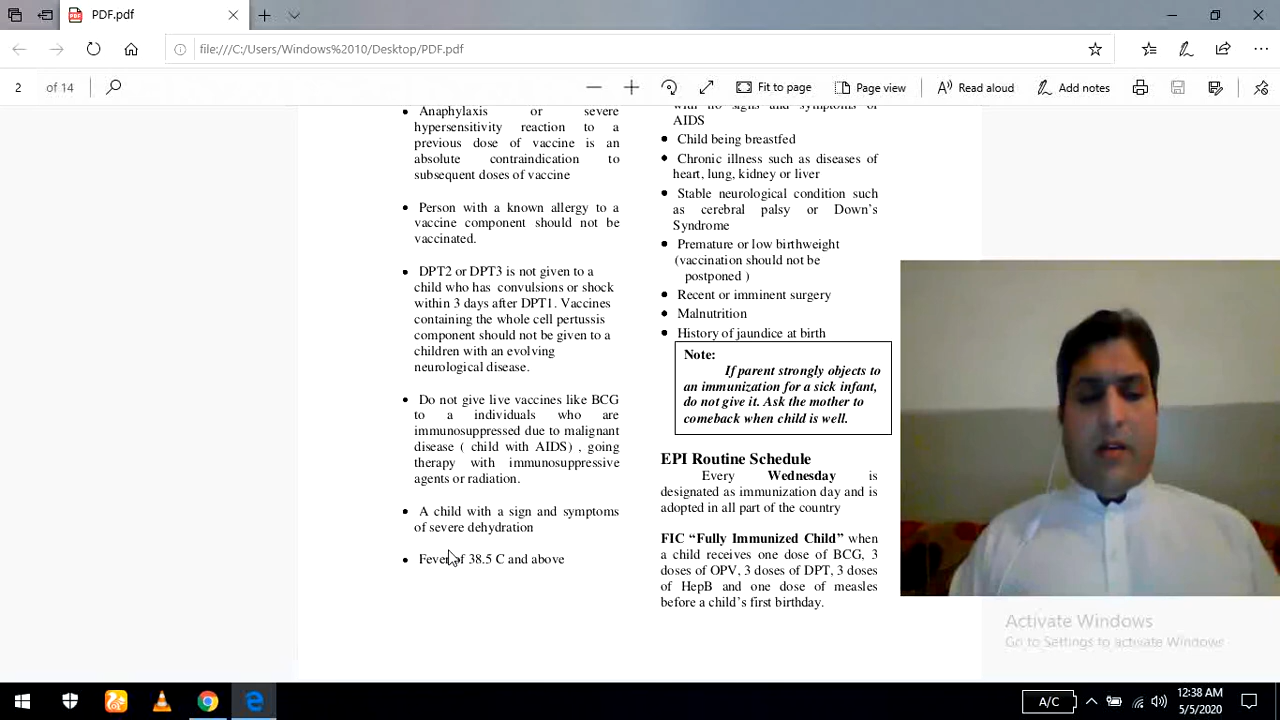 PDF.pdf
file:///C:/Users/Windows%2010/Desktop/PDF.pdf
2 of 14
Fit to page
Page view
Read aloud
Add notes
Anaphylaxis or severe
hypersensitivity reaction to a
previous dose of vaccine is an
absolute contraindication to
subsequent doses of vaccine
Person with a known allergy to a
vaccine component should not be
vaccinated.
DPT2 or DPT3 is not given to a
child who has convulsions or shock
within 3 days after DPT1. Vaccines
containing the whole cell pertussis
component should not be given to a
children with an evolving
neurological disease.
Do not give live vaccines like BCG
to a individuals who are
immunosuppressed due to malignant
disease ( child with AIDS) , going
therapy with immunosuppressive
agents or radiation.
A child with a sign and symptoms
of severe dehydration
Fever of 38.5 C and above
with no signs and symptoms of
AIDS
Child being breastfed
Chronic illness such as diseases of
heart, lung, kidney or liver
Stable neurological condition such
as cerebral palsy or Down's
Syndrome
Premature or low birthweight
(vaccination should not be
postponed )
Recent or imminent surgery
Malnutrition
History of jaundice at birth
Note:
If parent strongly objects to
an immunization for a sick infant,
do not give it. Ask the mother to
comeback when child is well.
EPI Routine Schedule
Every Wednesday is
designated as immunization day and is
adopted in all part of the country
FIC “Fully Immunized Child” when
a child receives one dose of BCG, 3
doses of OPV, 3 doses of DPT, 3 doses
of HepB and one dose of measles
before a child's first birthday.
Activate Windows
Go to Settings to activate Windows
A/C
12:38 AM
5/5/2020